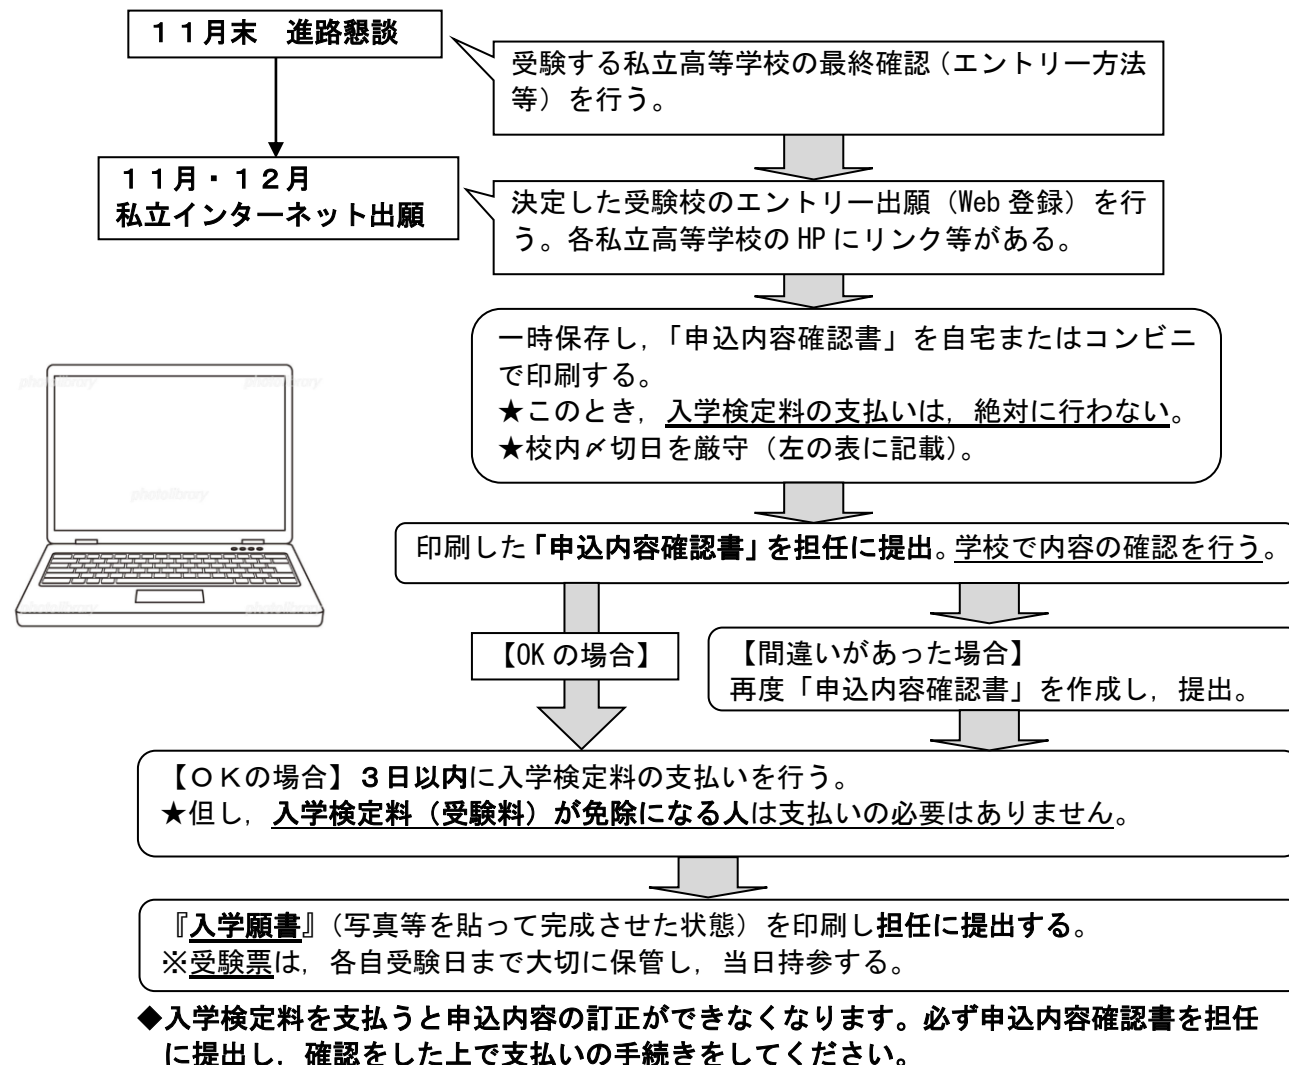 １１月末　進路懇談
受験する私立高等学校の最終確認（エントリー方法
等）を行う。
１１月・１２月
私立インターネット出願
決定した受験校のエントリー出願（Web 登録）を行
う。各私立高等学校の HP にリンク等がある。
一時保存し，「申込内容確認書」を自宅またはコンビニ
で印刷する。
★このとき，入学検定料の支払いは，絶対に行わない。
★校内〆切日を厳守（左の表に記載）。
photolibrary
photolibrary
photolibrary
photolibrary
photolibrary
印刷した「申込内容確認書」を担任に提出。学校で内容の確認を行う。
【OK の場合】
【間違いがあった場合】
再度「申込内容確認書」を作成し，提出。
【ＯＫの場合】３日以内に入学検定料の支払いを行う。
★但し，入学検定料（受験料）が免除になる人は支払いの必要はありません。
『入学願書』（写真等を貼って完成させた状態）を印刷し担任に提出する。
※受験票は，各自受験日まで大切に保管し，当日持参する。
◆入学検定料を支払うと申込内容の訂正ができなくなります。必ず申込内容確認書を担任
に提出し，確認をした上で支払いの手続きをしてください。